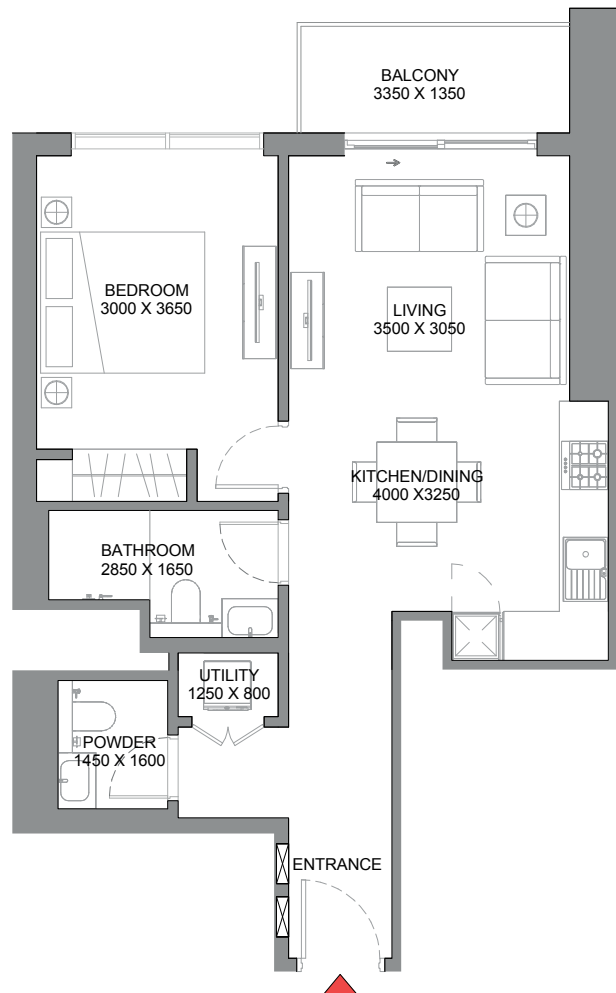 BALCONY
3350 X 1350
BEDROOM
3000 X 3650
LIVING
3500 X 3050
KITCHEN/DINING
4000 X3250
BATHROOM
2850 X 1650
UTILITY
1250 X 800
POWDER
1450 X 1600
ENTRANCE